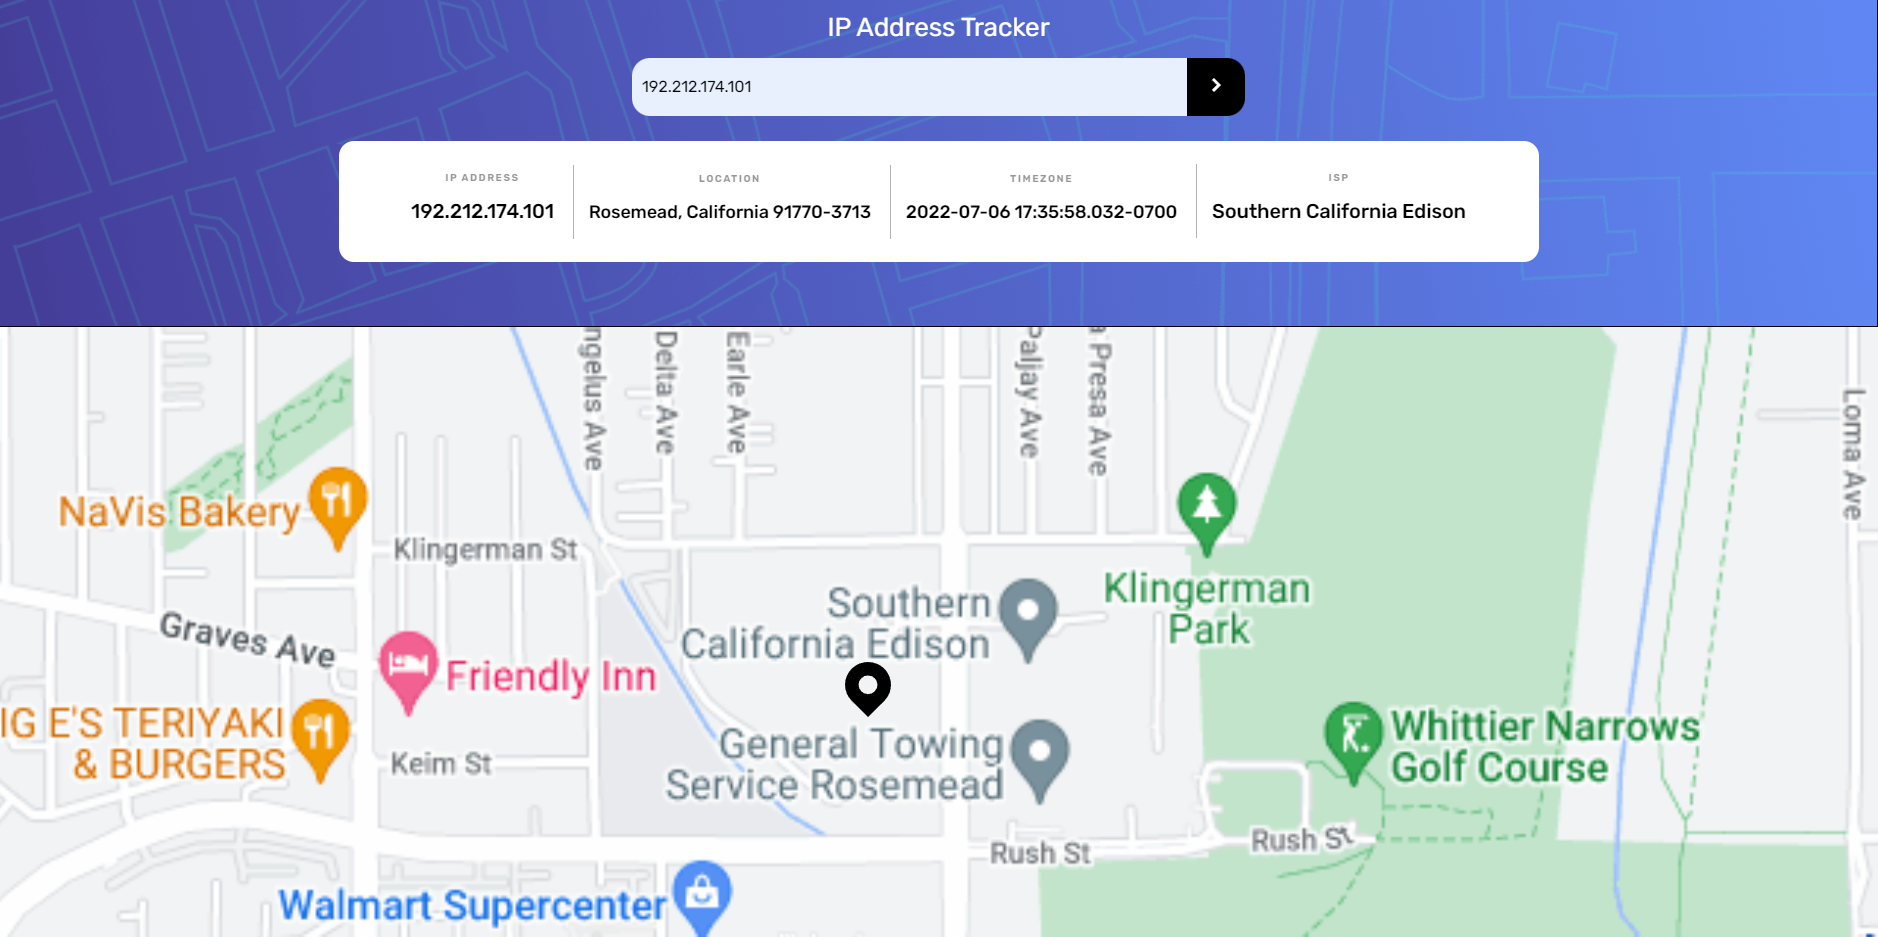 IP Address Tracker
192.212.174.101
IP ADDRESS
192.212.174.101
LOCATION
Rosemead, California 91770-3713
TIMEZONE
2022-07-06 17:35:58.032-0700
ISP
Southern California Edison
ngelus Ave
Delta Ave
Earle Ave
Paljay Ave
a Presa Ave
Loma Ave
NaVis Bakery
Klingerman St
Klingerman
Park
Southern
California Edison
Graves Ave
Friendly Inn
IG E'S TERIYAKI
& BURGERS
General Towing
Service Rosemead
Whittier Narrows
Golf Course
Keim St
Rush St
Rush St
Walmart Supercenter